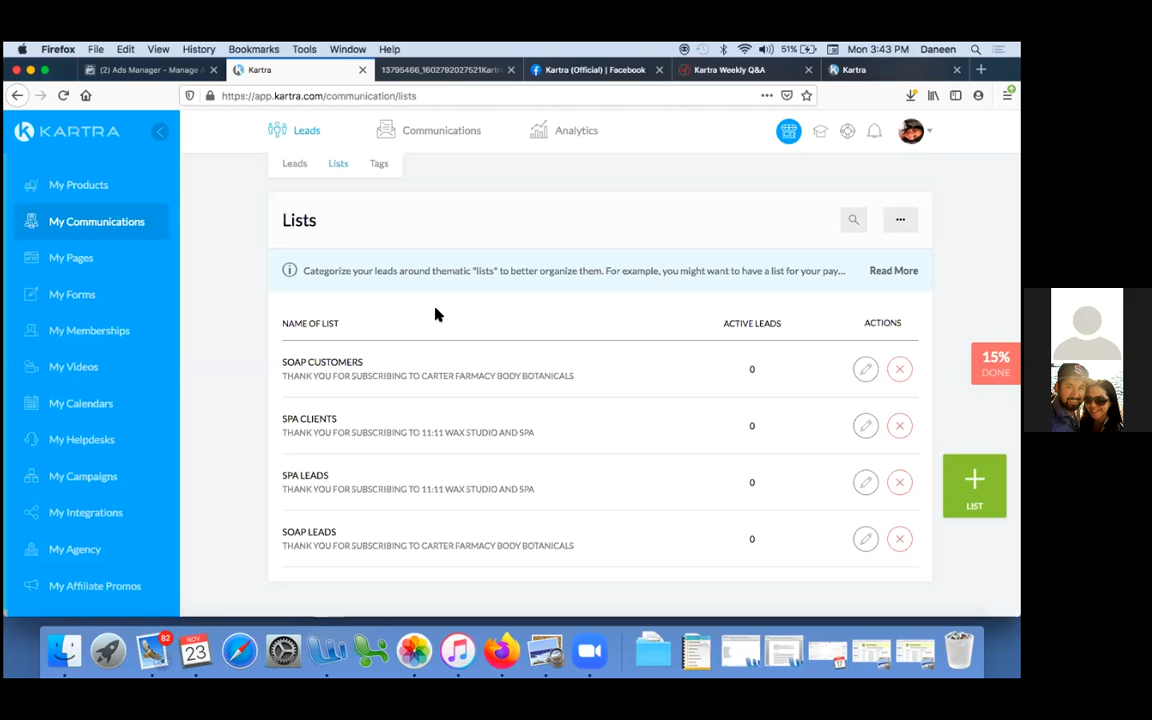 Firefox File Edit View History Bookmarks Tools Window Help 51% Mon 3:43 PM Daneen
(2) Ads Manager - Manage A
Kartra
13795466_1602792027521Kartr
Kartra (Official) | Facebook
Kartra Weekly Q&A
Kartra
https://app.kartra.com/communication/lists
KARTRA
Leads
Communications
Analytics
Leads
Lists
Tags
My Products
My Communications
My Pages
My Forms
My Memberships
My Videos
My Calendars
My Helpdesks
My Campaigns
My Integrations
My Agency
My Affiliate Promos
Lists
Categorize your leads around thematic "lists" to better organize them. For example, you might want to have a list for your pay... Read More
NAME OF LIST ACTIVE LEADS ACTIONS
SOAP CUSTOMERS
THANK YOU FOR SUBSCRIBING TO CARTER FARMACY BODY BOTANICALS
0
SPA CLIENTS
THANK YOU FOR SUBSCRIBING TO 11:11 WAX STUDIO AND SPA
0
SPA LEADS
THANK YOU FOR SUBSCRIBING TO 11:11 WAX STUDIO AND SPA
0
SOAP LEADS
THANK YOU FOR SUBSCRIBING TO CARTER FARMACY BODY BOTANICALS
0
15%
DONE
LIST
82
NOV
23